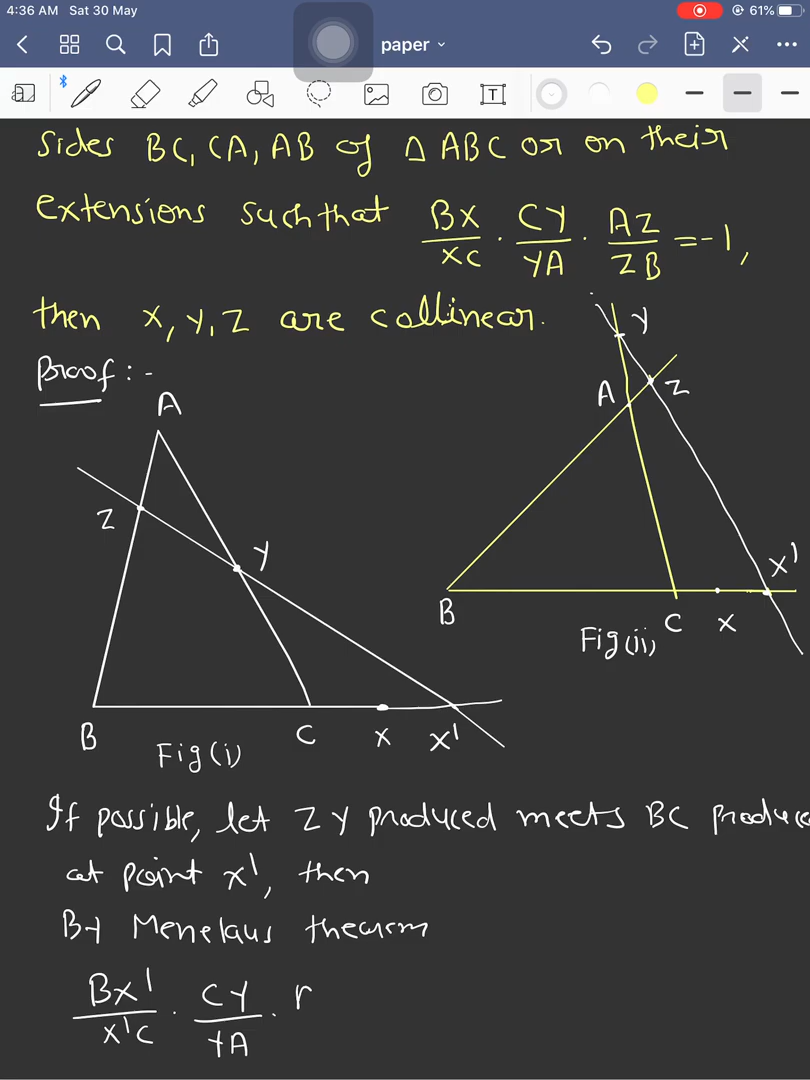 4:36 AM Sat 30 May
61%
paper
T
Sides BC, CA, AB of △ ABC or on their
extensions such that BX/XC · CY/YA · AZ/ZB = -1,
then X, Y, Z are collinear.
Proof :-
A
Z
Y
B
C
X
X'
Fig(i)
Y
A
Z
X'
B
C
X
Fig(ii)
If possible, let ZY produced meets BC produce
at point X', then
By Menelaus theorem
BX'/X'C · CY/YA ·